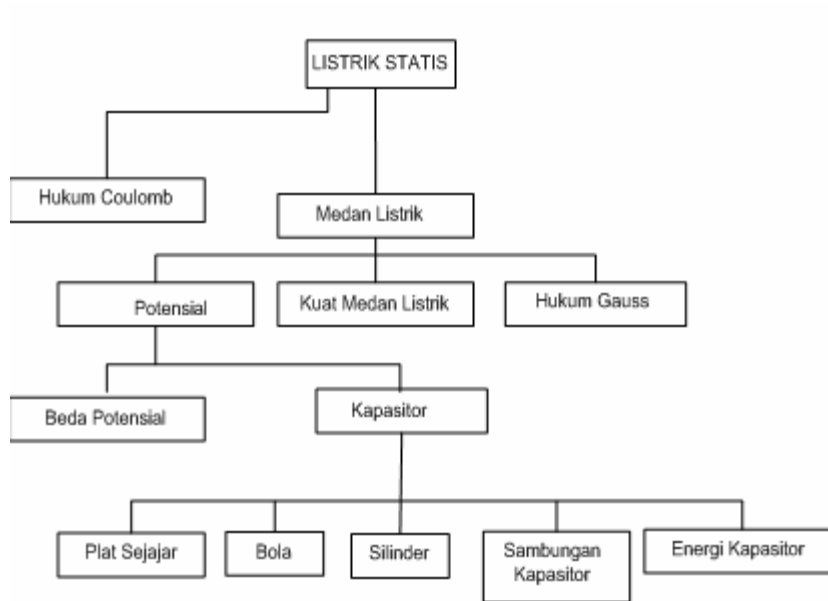 LISTRIK STATIS
Hukum Coulomb
Medan Listrik
Potensial
Kuat Medan Listrik
Hukum Gauss
Beda Potensial
Kapasitor
Plat Sejajar
Bola
Silinder
Sambungan
Kapasitor
Energi Kapasitor